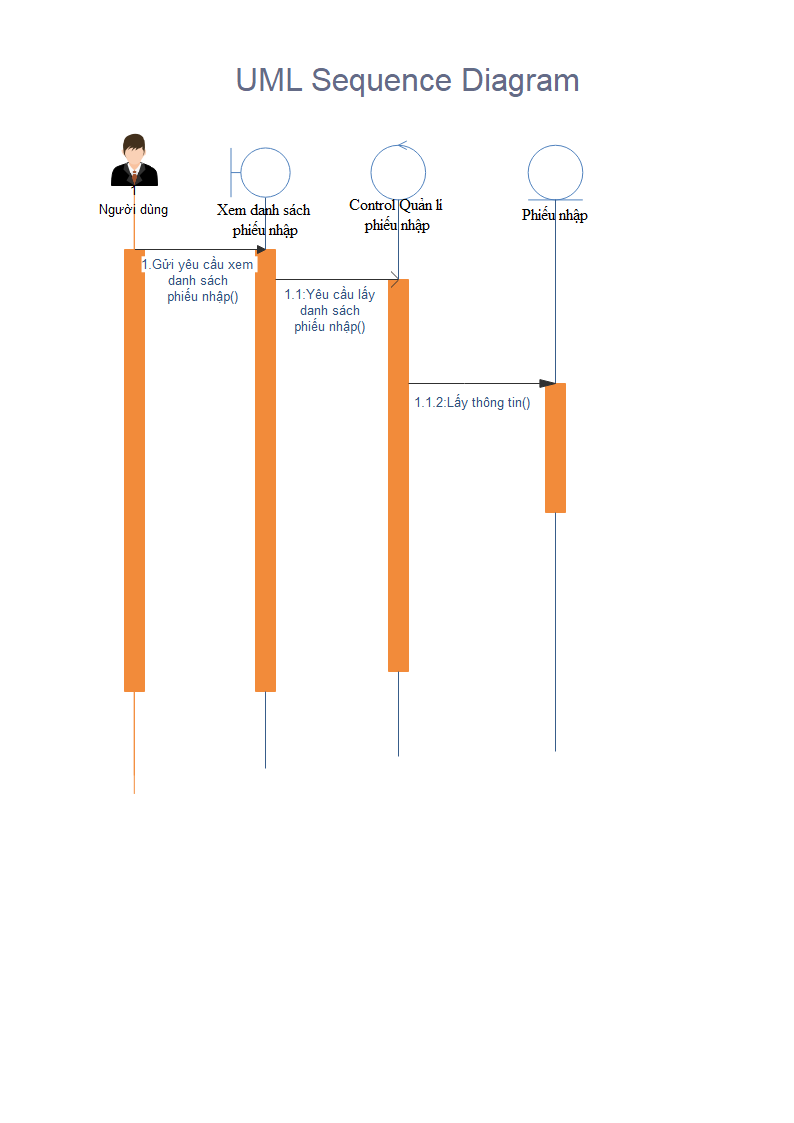 UML Sequence Diagram
1
Người dùng
Xem danh sách
phiếu nhập
Control Quản lí
phiếu nhập
Phiếu nhập
1.Gửi yêu cầu xem
danh sách
phiếu nhập()
1.1:Yêu cầu lấy
danh sách
phiếu nhập()
1.1.2:Lấy thông tin()